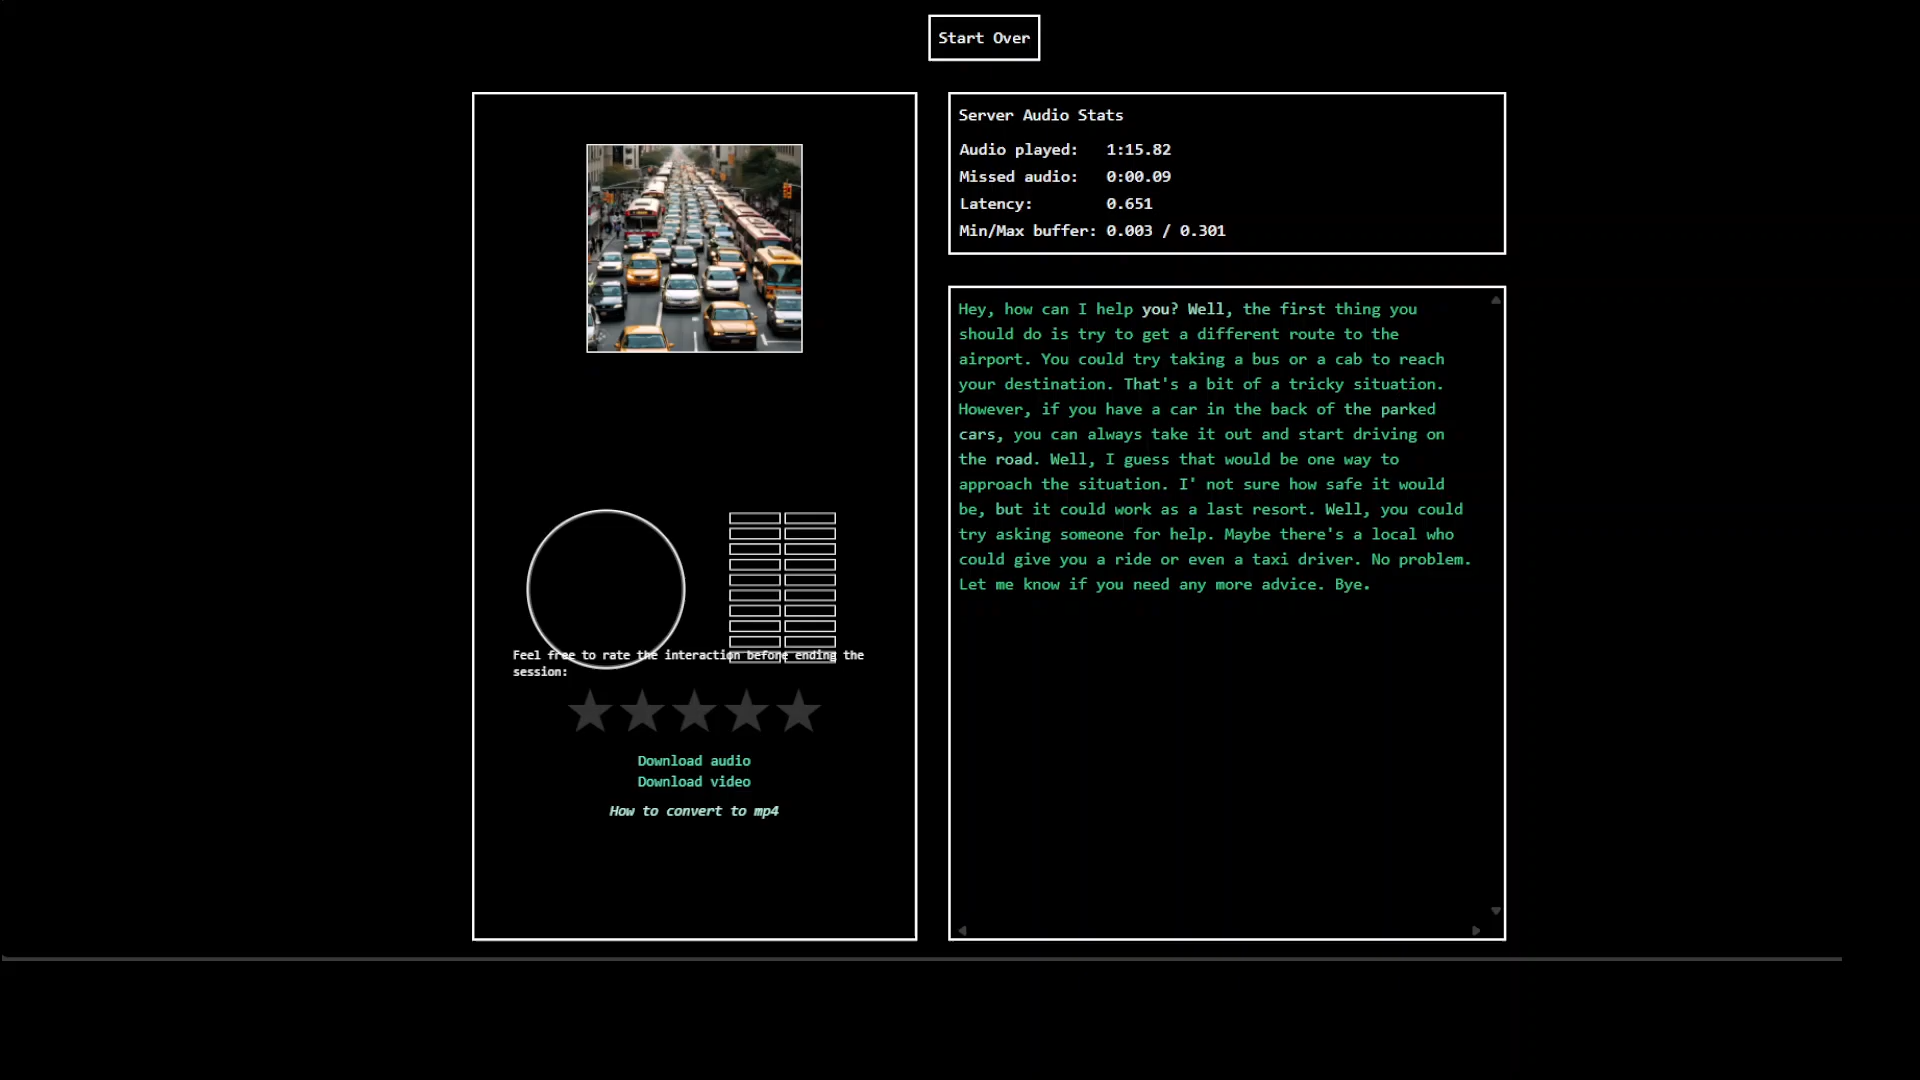 Start Over
Server Audio Stats
Audio played: 1:15.82
Missed audio: 0:00.09
Latency: 0.651
Min/Max buffer: 0.003 / 0.301
Hey, how can I help you? Well, the first thing you
should do is try to get a different route to the
airport. You could try taking a bus or a cab to reach
your destination. That's a bit of a tricky situation.
However, if you have a car in the back of the parked
cars, you can always take it out and start driving on
the road. Well, I guess that would be one way to
approach the situation. I' not sure how safe it would
be, but it could work as a last resort. Well, you could
try asking someone for help. Maybe there's a local who
could give you a ride or even a taxi driver. No problem.
Let me know if you need any more advice. Bye.
Feel free to rate the interaction before ending the
session:
Download audio
Download video
How to convert to mp4